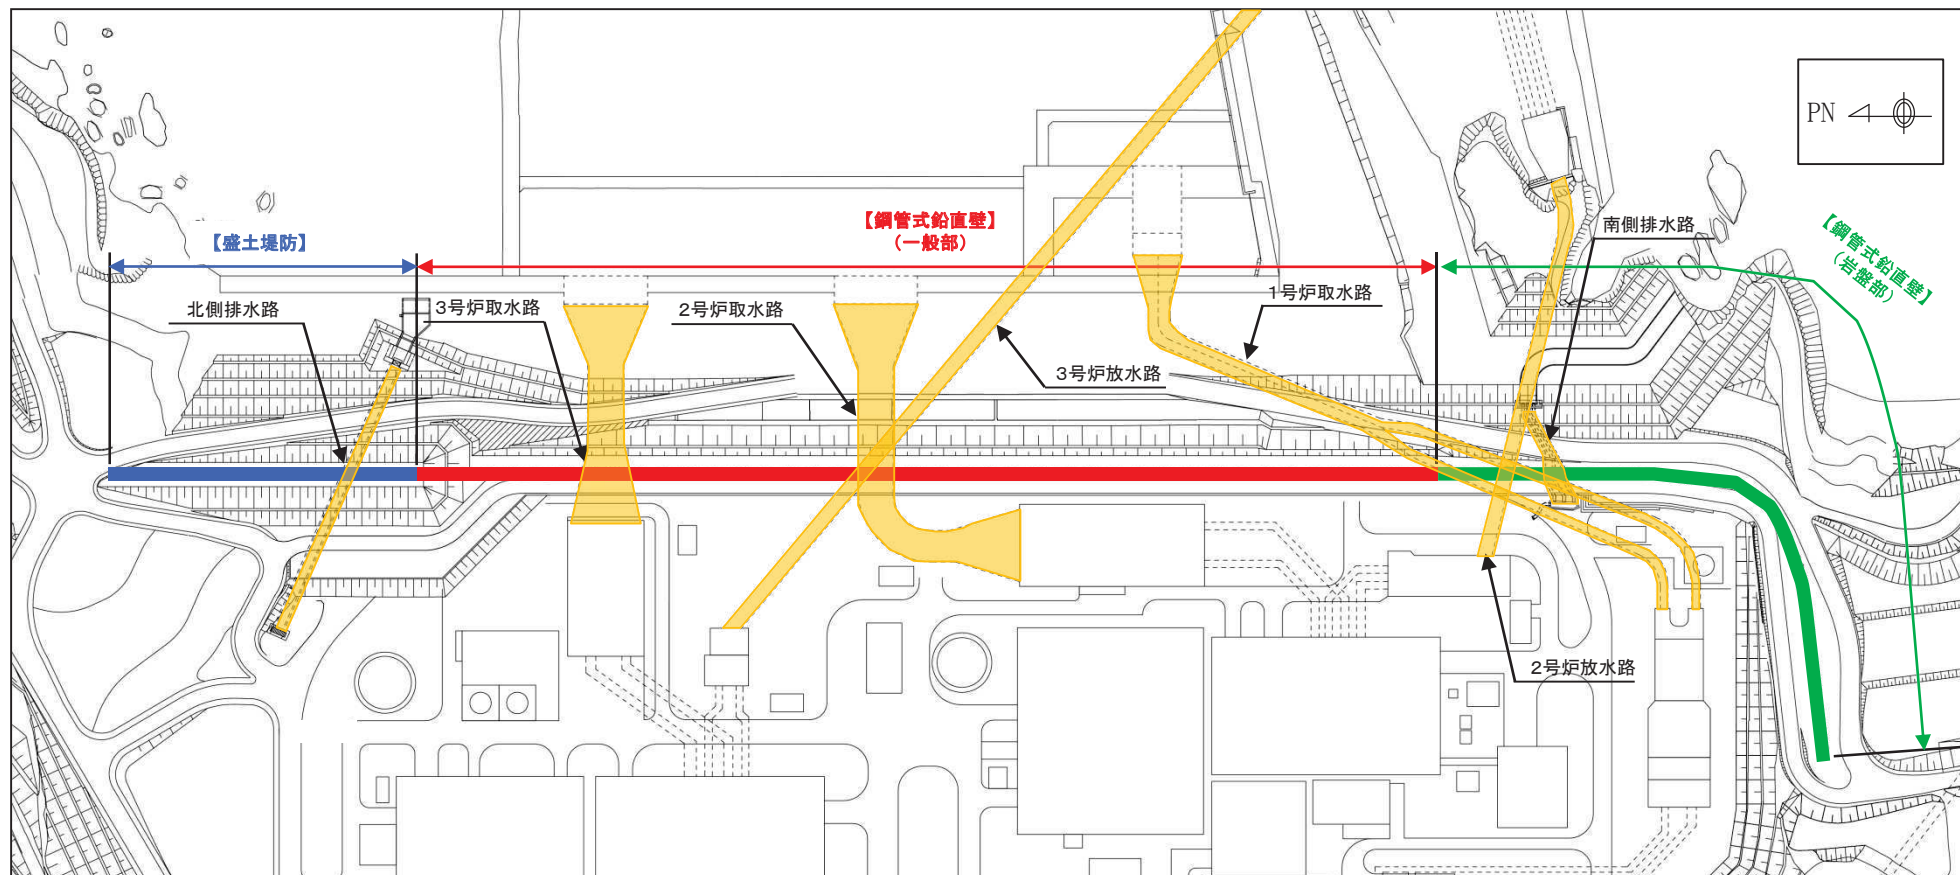 PN
【盛土堤防】
【鋼管式鉛直壁】
（一般部）
【鋼管式鉛直壁】
（岩盤部）
南側排水路
北側排水路
3号炉取水路
2号炉取水路
1号炉取水路
3号炉放水路
2号炉放水路